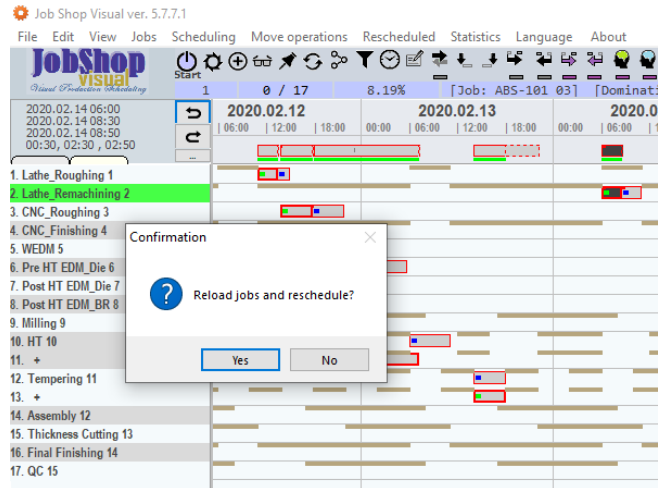 Job Shop Visual ver. 5.7.7.1
File Edit View Jobs Scheduling Move operations Rescheduled Statistics Language About
JobShop
Visual
Visual Production Scheduling
Start
1 0 / 17 8.19% [Job: ABS-101 03] [Dominati
2020.02.14 06:00
2020.02.14 08:30
2020.02.14 08:50
00:30, 02:30 , 02:50
...
2020.02.12 2020.02.13 2020.0
| 06:00 | 12:00 | 18:00 00:00 | 06:00 | 12:00 | 18:00 00:00 | 06:00 | 1
1. Lathe_Roughing 1
2. Lathe_Remachining 2
3. CNC_Roughing 3
4. CNC_Finishing 4
5. WEDM 5
6. Pre HT EDM_Die 6
7. Post HT EDM_Die 7
8. Post HT EDM_BR 8
9. Milling 9
10. HT 10
11. +
12. Tempering 11
13. +
14. Assembly 12
15. Thickness Cutting 13
16. Final Finishing 14
17. QC 15
Confirmation
Reload jobs and reschedule?
Yes No